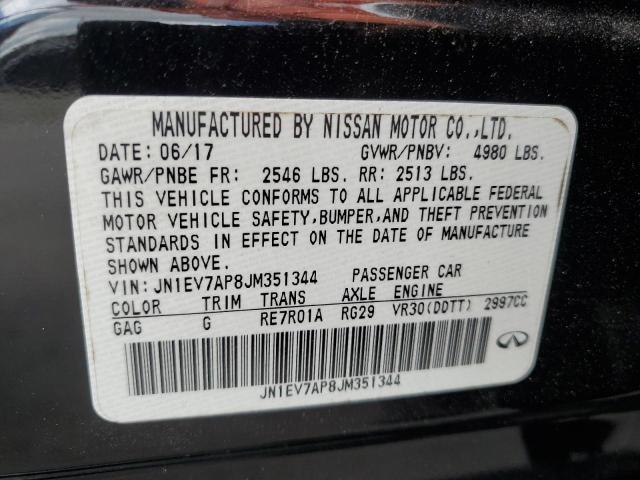 MANUFACTURED BY NISSAN MOTOR CO.,LTD.
DATE: 06/17 GVWR/PNBV: 4980 LBS.
GAWR/PNBE FR: 2546 LBS. RR: 2513 LBS.
THIS VEHICLE CONFORMS TO ALL APPLICABLE FEDERAL
MOTOR VEHICLE SAFETY,BUMPER,AND THEFT PREVENTION
STANDARDS IN EFFECT ON THE DATE OF MANUFACTURE
SHOWN ABOVE.
VIN: JN1EV7AP8JM351344 PASSENGER CAR
COLOR TRIM TRANS AXLE ENGINE
GAG G RE7R01A RG29 VR30(DDTT) 2997CC
JN1EV7AP8JM351344